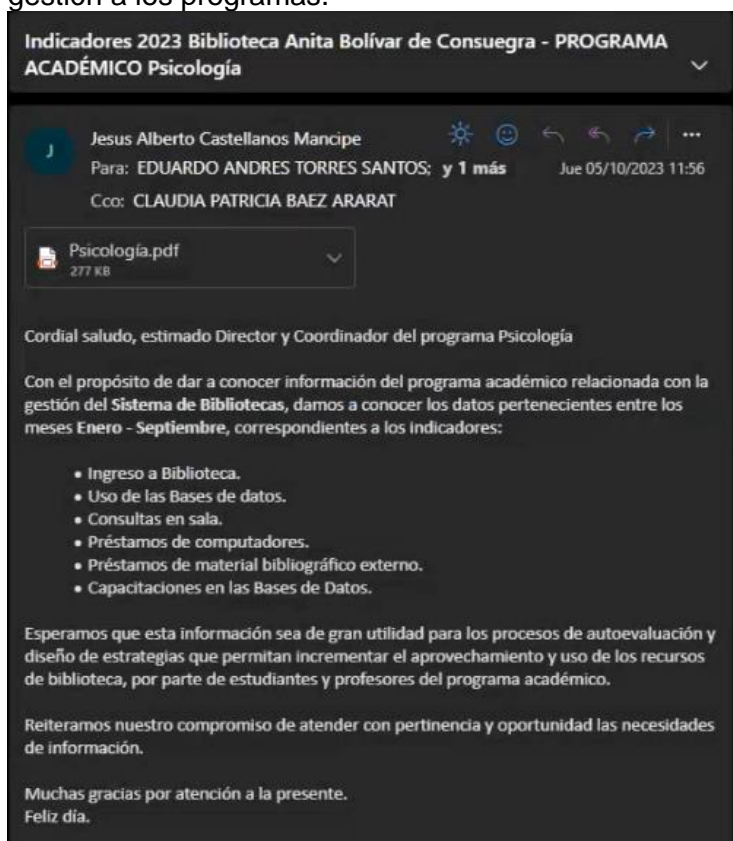 gestión a los programas.
Indicadores 2023 Biblioteca Anita Bolívar de Consuegra - PROGRAMA
ACADÉMICO Psicología
J
Jesus Alberto Castellanos Mancipe
Para: EDUARDO ANDRES TORRES SANTOS; y 1 más
Jue 05/10/2023 11:56
Cco: CLAUDIA PATRICIA BAEZ ARARAT
Psicología.pdf
277 KB
Cordial saludo, estimado Director y Coordinador del programa Psicología
Con el propósito de dar a conocer información del programa académico relacionada con la
gestión del Sistema de Bibliotecas, damos a conocer los datos pertenecientes entre los
meses Enero - Septiembre, correspondientes a los indicadores:
• Ingreso a Biblioteca.
• Uso de las Bases de datos.
• Consultas en sala.
• Préstamos de computadores.
• Préstamos de material bibliográfico externo.
• Capacitaciones en las Bases de Datos.
Esperamos que esta información sea de gran utilidad para los procesos de autoevaluación y
diseño de estrategias que permitan incrementar el aprovechamiento y uso de los recursos
de biblioteca, por parte de estudiantes y profesores del programa académico.
Reiteramos nuestro compromiso de atender con pertinencia y oportunidad las necesidades
de información.
Muchas gracias por atención a la presente.
Feliz día.